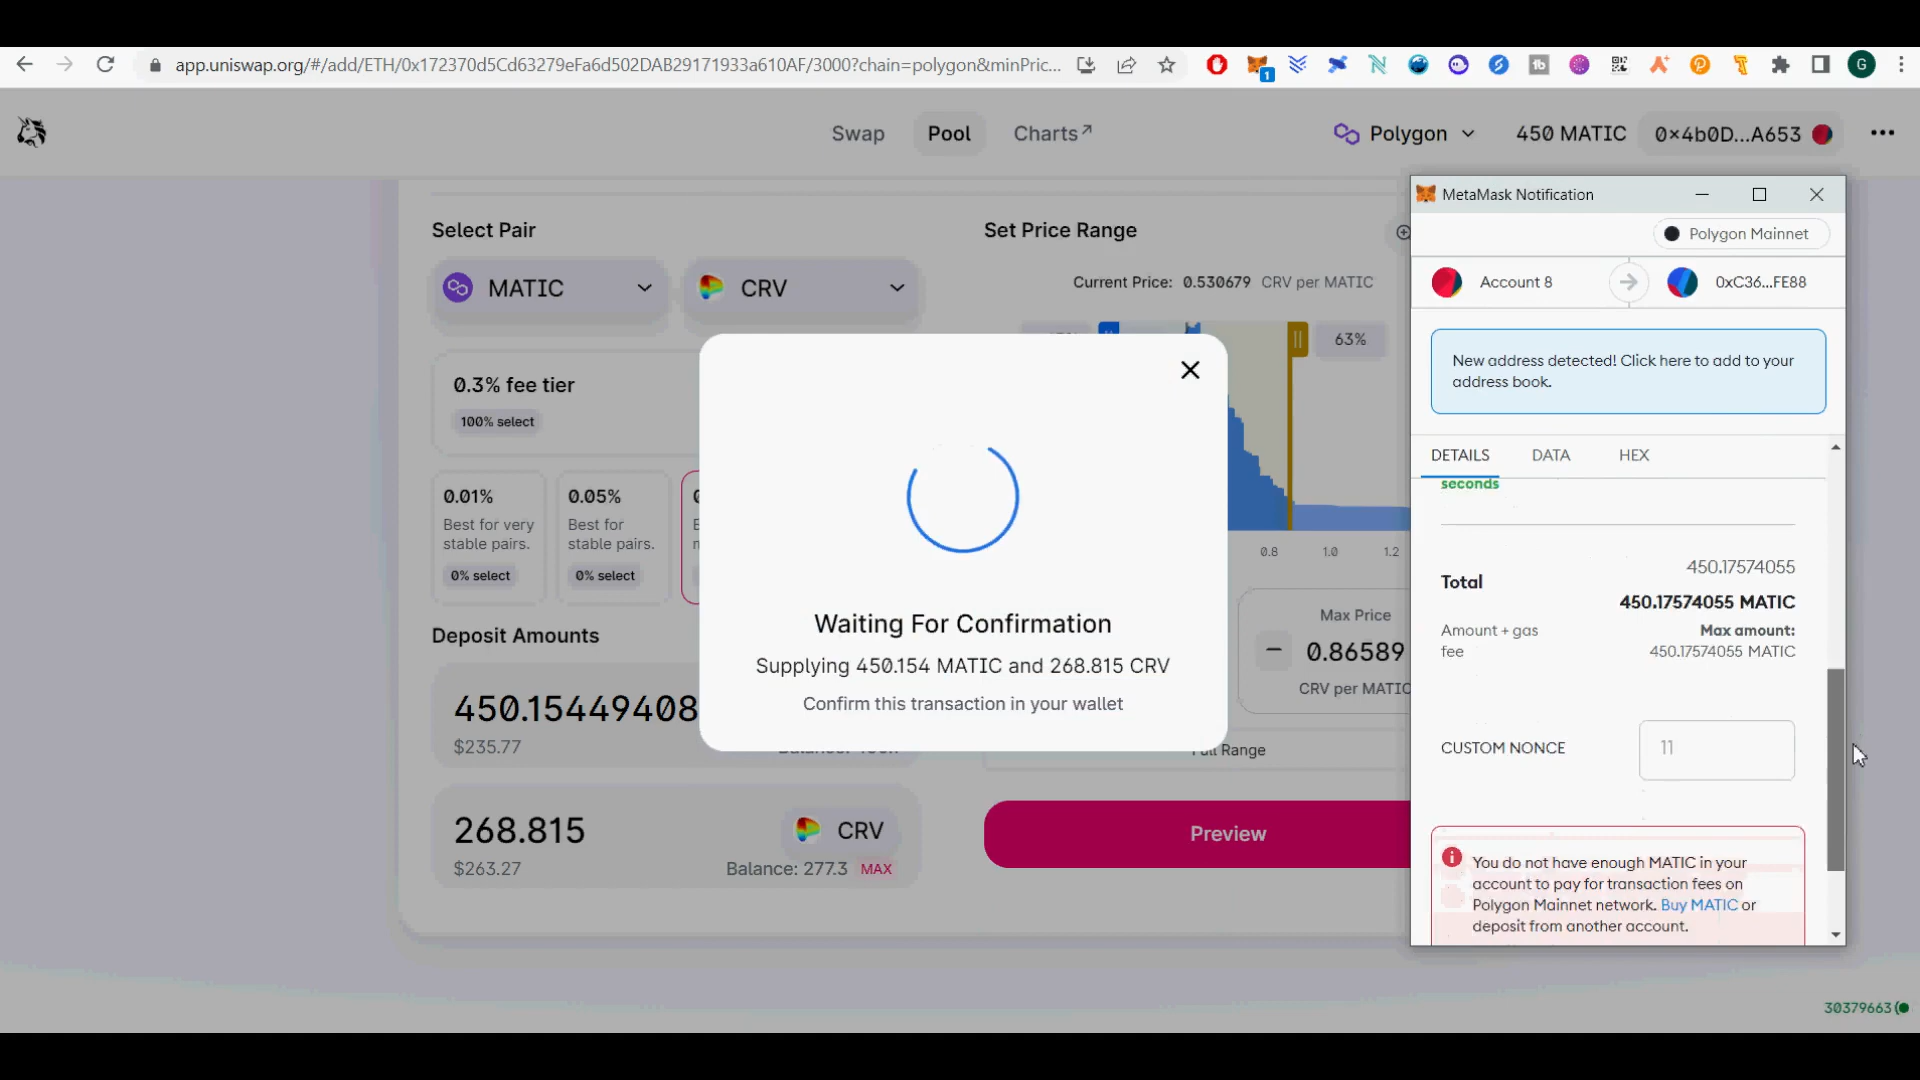 app.uniswap.org/#/add/ETH/0x172370d5Cd63279eFa6d502DAB29171933a610AF/3000?chain=polygon&minPric...
1
G
Swap
Pool
Charts↗
Polygon
450 MATIC
0×4b0D...A653
Select Pair
MATIC
CRV
0.3% fee tier
100% select
0.01%
Best for very
stable pairs.
0% select
0.05%
Best for
stable pairs.
0% select
Deposit Amounts
450.15449408
$235.77
268.815
CRV
$263.27
Balance: 277.3 MAX
Set Price Range
Current Price: 0.530679 CRV per MATIC
63%
0.8
1.0
1.2
Max Price
0.86589
CRV per MATIC
Full Range
Preview
Waiting For Confirmation
Supplying 450.154 MATIC and 268.815 CRV
Confirm this transaction in your wallet
MetaMask Notification
Polygon Mainnet
Account 8
0xC36...FE88
New address detected! Click here to add to your
address book.
DETAILS
DATA
HEX
seconds
450.17574055
Total
450.17574055 MATIC
Amount + gas
fee
Max amount:
450.17574055 MATIC
CUSTOM NONCE
11
You do not have enough MATIC in your
account to pay for transaction fees on
Polygon Mainnet network. Buy MATIC or
deposit from another account.
30379663